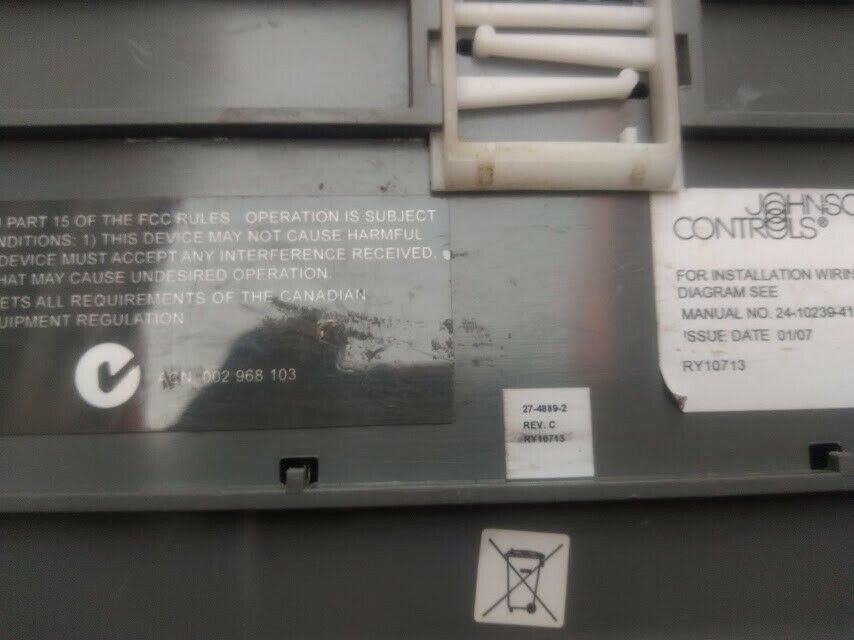 PART 15 OF THE FCC RULES OPERATION IS SUBJECT
NDITIONS: 1) THIS DEVICE MAY NOT CAUSE HARMFUL
DEVICE MUST ACCEPT ANY INTERFERENCE RECEIVED,
HAT MAY CAUSE UNDESIRED OPERATION.
ETS ALL REQUIREMENTS OF THE CANADIAN
UIPMENT REGULATION
ACN 002 968 103
27-4889-2
REV. C
RY10713
JOHNSO
CONTROLS®
FOR INSTALLATION WIRIN
DIAGRAM SEE
MANUAL NO. 24-10239-41
ISSUE DATE 01/07
RY10713